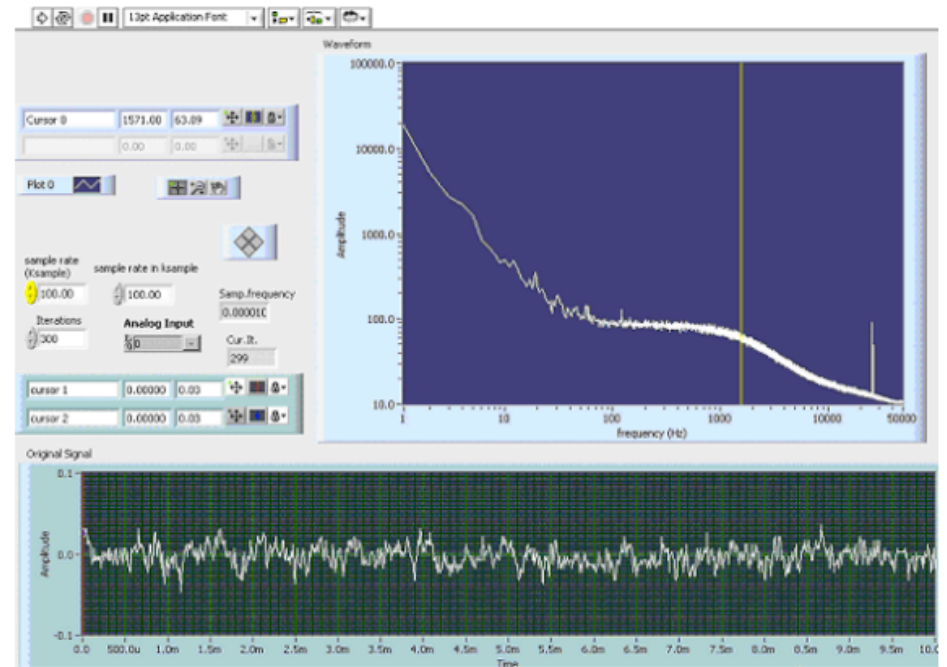 13pt Application Font
Waveform
Cursor 0 1571.00 63.09
0.00 0.00
Plot 0
sample rate
(Ksample)
100.00
sample rate in ksample
100.00
Samp.frequency
0.00001C
Iterations
300
Analog Input
Cur.It.
299
cursor 1 0.00000 0.03
cursor 2 0.00000 0.03
Amplitude
100000.0
10000.0
1000.0
100.0
10.0
1 10 100 1000 10000 50000
frequency (Hz)
Original Signal
Amplitude
0.1
0.0
-0.1
0.0 500.0u 1.0m 1.5m 2.0m 2.5m 3.0m 3.5m 4.0m 4.5m 5.0m 5.5m 6.0m 6.5m 7.0m 7.5m 8.0m 8.5m 9.0m 9.5m 10.0
Time